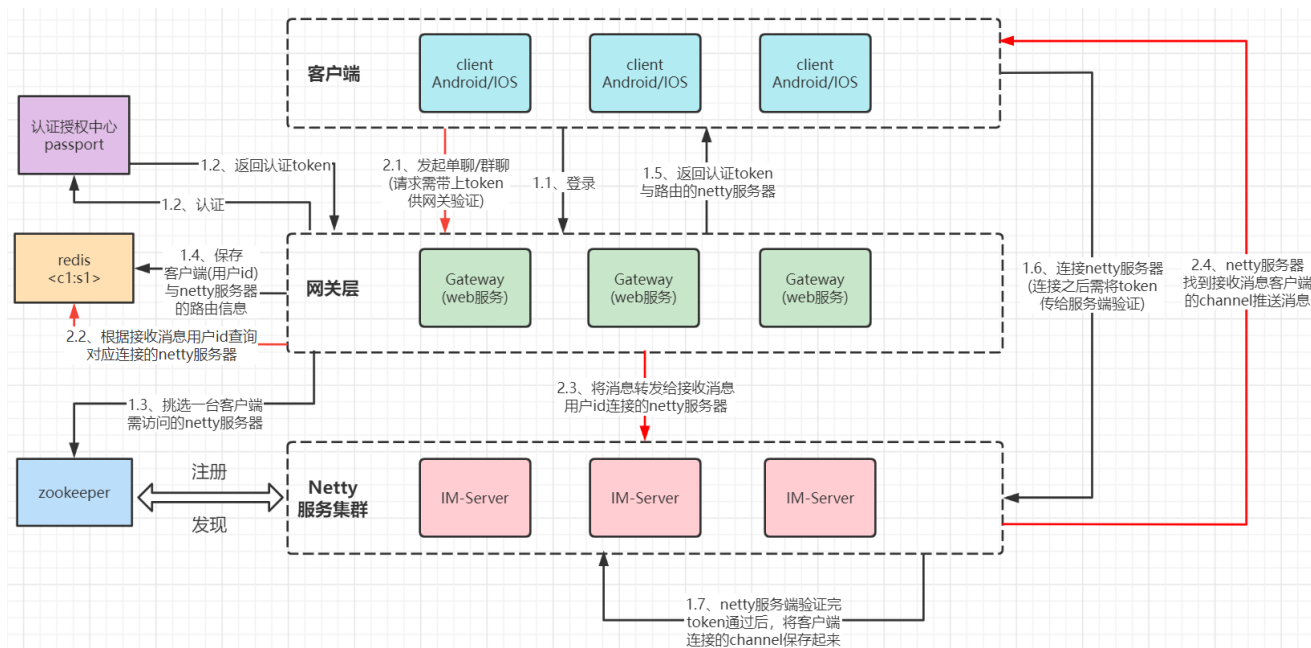 客户端
client
Android/IOS
client
Android/IOS
client
Android/IOS
认证授权中心
passport
1.2、返回认证token
1.2、认证
2.1、发起单聊/群聊
(请求需带上token
供网关验证)
1.1、登录
1.5、返回认证token
与路由的netty服务器
redis
<c1:s1>
1.4、保存
客户端(用户id)
与netty服务器
的路由信息
2.2、根据接收消息用户id查询
对应连接的netty服务器
网关层
Gateway
(web服务)
Gateway
(web服务)
Gateway
(web服务)
1.6、连接netty服务器
(连接之后需将token
传给服务端验证)
2.4、netty服务器
找到接收消息客户端
的channel推送消息
1.3、挑选一台客户端
需访问的netty服务器
2.3、将消息转发给接收消息
用户id连接的netty服务器
zookeeper
注册
发现
Netty
服务集群
IM-Server
IM-Server
IM-Server
1.7、netty服务端验证完
token通过后，将客户端
连接的channel保存起来